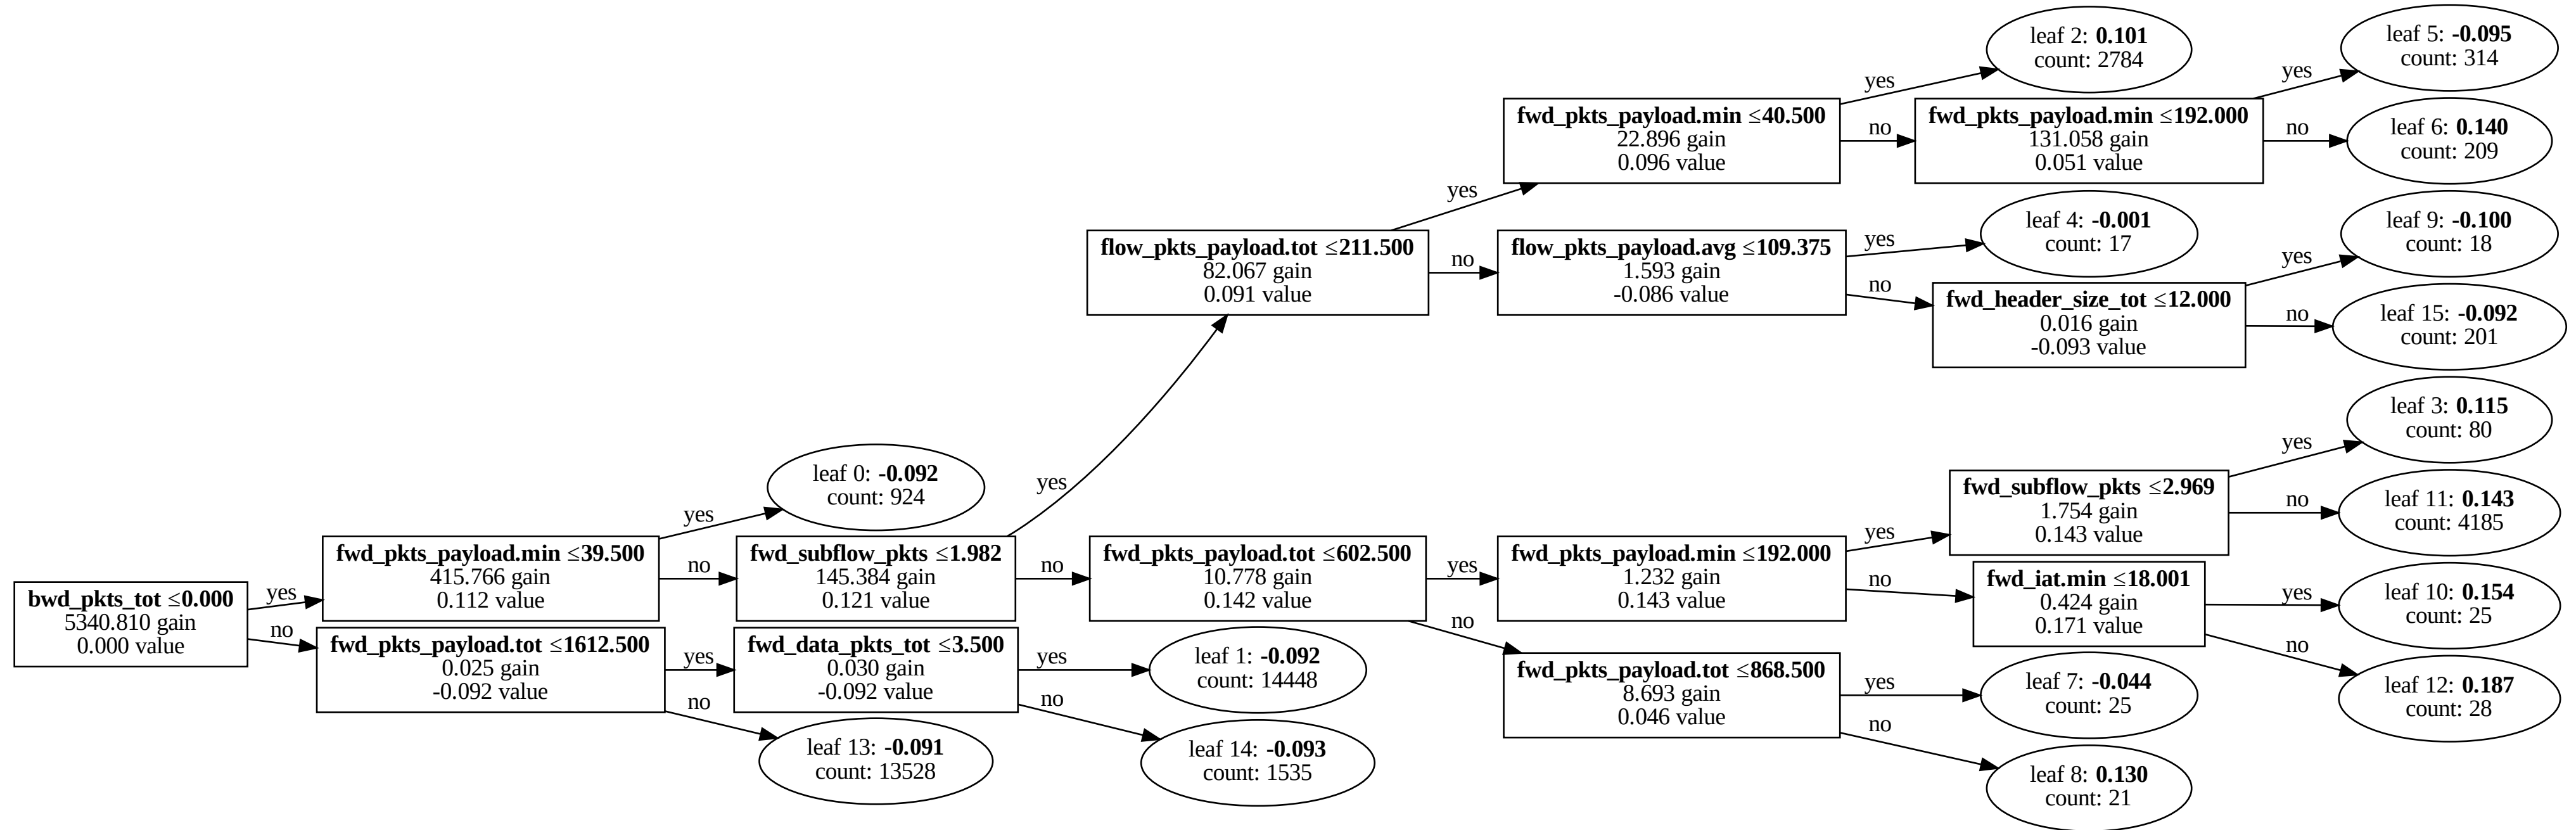 bwd_pkts_tot ≤0.000
5340.810 gain
0.000 value
yes
no
fwd_pkts_payload.min ≤39.500
415.766 gain
0.112 value
yes
no
fwd_pkts_payload.tot ≤1612.500
0.025 gain
-0.092 value
yes
no
leaf 0: -0.092
count: 924
fwd_subflow_pkts ≤1.982
145.384 gain
0.121 value
yes
no
fwd_data_pkts_tot ≤3.500
0.030 gain
-0.092 value
yes
no
leaf 13: -0.091
count: 13528
flow_pkts_payload.tot ≤211.500
82.067 gain
0.091 value
yes
no
fwd_pkts_payload.tot ≤602.500
10.778 gain
0.142 value
yes
no
leaf 1: -0.092
count: 14448
leaf 14: -0.093
count: 1535
fwd_pkts_payload.min ≤40.500
22.896 gain
0.096 value
yes
no
flow_pkts_payload.avg ≤109.375
1.593 gain
-0.086 value
yes
no
fwd_pkts_payload.min ≤192.000
1.232 gain
0.143 value
yes
no
fwd_pkts_payload.tot ≤868.500
8.693 gain
0.046 value
yes
no
leaf 2: 0.101
count: 2784
fwd_pkts_payload.min ≤192.000
131.058 gain
0.051 value
yes
no
leaf 4: -0.001
count: 17
fwd_header_size_tot ≤12.000
0.016 gain
-0.093 value
yes
no
fwd_subflow_pkts ≤2.969
1.754 gain
0.143 value
yes
no
fwd_iat.min ≤18.001
0.424 gain
0.171 value
yes
no
leaf 7: -0.044
count: 25
leaf 8: 0.130
count: 21
leaf 5: -0.095
count: 314
leaf 6: 0.140
count: 209
leaf 9: -0.100
count: 18
leaf 15: -0.092
count: 201
leaf 3: 0.115
count: 80
leaf 11: 0.143
count: 4185
leaf 10: 0.154
count: 25
leaf 12: 0.187
count: 28